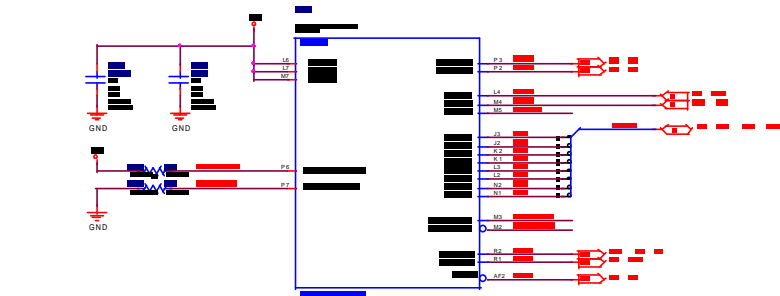 L6
L7
M7
GND
GND
P6
P7
GND
P3
P2
L4
M4
M5
J3
J2
K2
K1
L3
L2
N2
N1
M3
M2
R2
R1
AF2